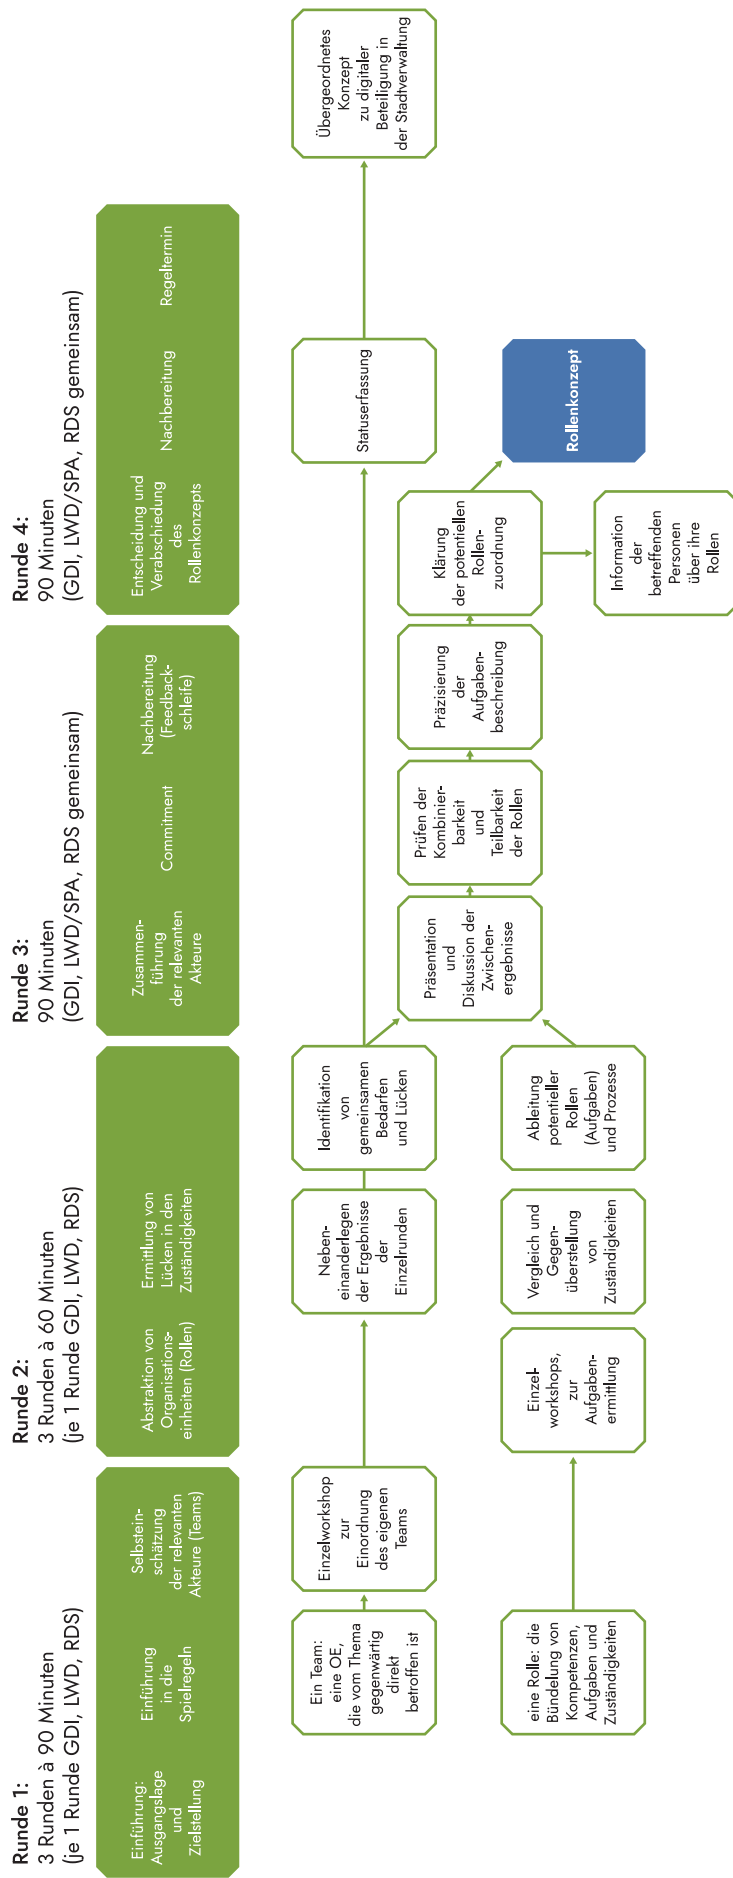 Runde 1:
3 Runden à 90 Minuten
(je 1 Runde GDI, LWD, RDS)
Einführung:
Ausgangslage
und
Zielstellung
Einführung
in die
Spielregeln
Selbstein-
schätzung
der relevanten
Akteure (Teams)
Runde 2:
3 Runden à 60 Minuten
(je 1 Runde GDI, LWD, RDS)
Abstraktion von
Organisations-
einheiten (Rollen)
Ermittlung von
Lücken in den
Zuständigkeiten
Runde 3:
90 Minuten
(GDI, LWD/SPA, RDS gemeinsam)
Zusammen-
führung
der relevanten
Akteure
Commitment
Nachbereitung
(Feedback-
schleife)
Runde 4:
90 Minuten
(GDI, LWD/SPA, RDS gemeinsam)
Entscheidung und
Verabschiedung
des
Rollenkonzepts
Nachbereitung
Regeltermin
Ein Team:
eine OE,
die vom Thema
gegenwärtig
direkt
betroffen ist
Einzelworkshop
zur
Einordnung
des eigenen
Teams
Neben-
einanderlegen
der Ergebnisse
der
Einzelrunden
Identifikation
von
gemeinsamen
Bedarfen
und Lücken
Statuserfassung
Übergeordnetes
Konzept
zu digitaler
Beteiligung in
der Stadtverwaltung
Präsentation
und
Diskussion der
Zwischen-
ergebnisse
Prüfen der
Kombinier-
barkeit
und
Teilbarkeit
der Rollen
Präzisierung
der
Aufgaben-
beschreibung
Klärung
der potentiellen
Rollen-
zuordnung
eine Rolle: die
Bündelung von
Kompetenzen,
Aufgaben und
Zuständigkeiten
Einzel-
workshops,
zur
Aufgaben-
ermittlung
Vergleich und
Gegen-
überstellung
von
Zuständigkeiten
Ableitung
potentieller
Rollen
(Aufgaben)
und Prozesse
Rollenkonzept
Information
der
betreffenden
Personen
über ihre
Rollen